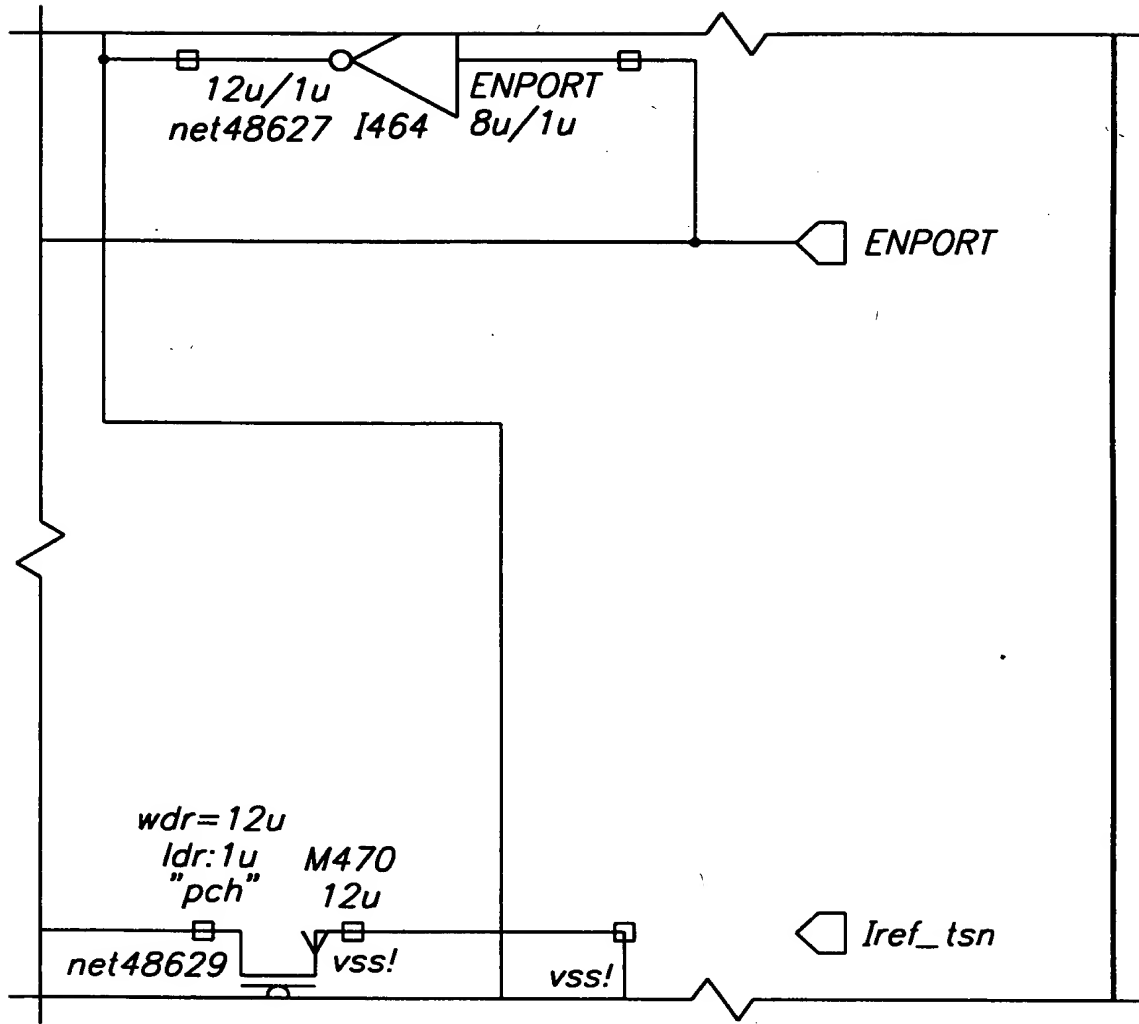 12u/1u
net48627 I464
ENPORT
8u/1u
ENPORT
wdr=12u
ldr:1u
"pch"
M470
12u
net48629
vss!
vss!
Iref_tsn